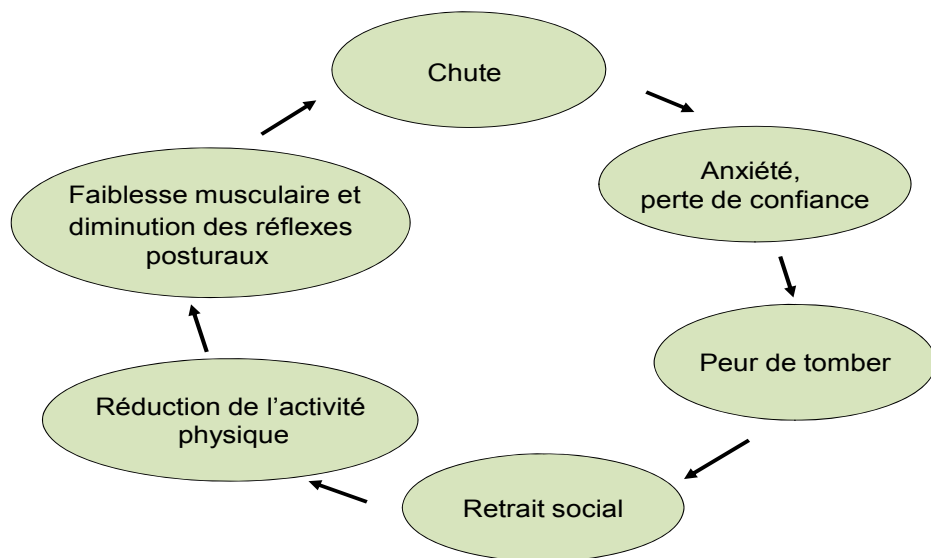 Chute
Anxiété,
perte de confiance
Peur de tomber
Retrait social
Réduction de l’activité
physique
Faiblesse musculaire et
diminution des réflexes
posturaux